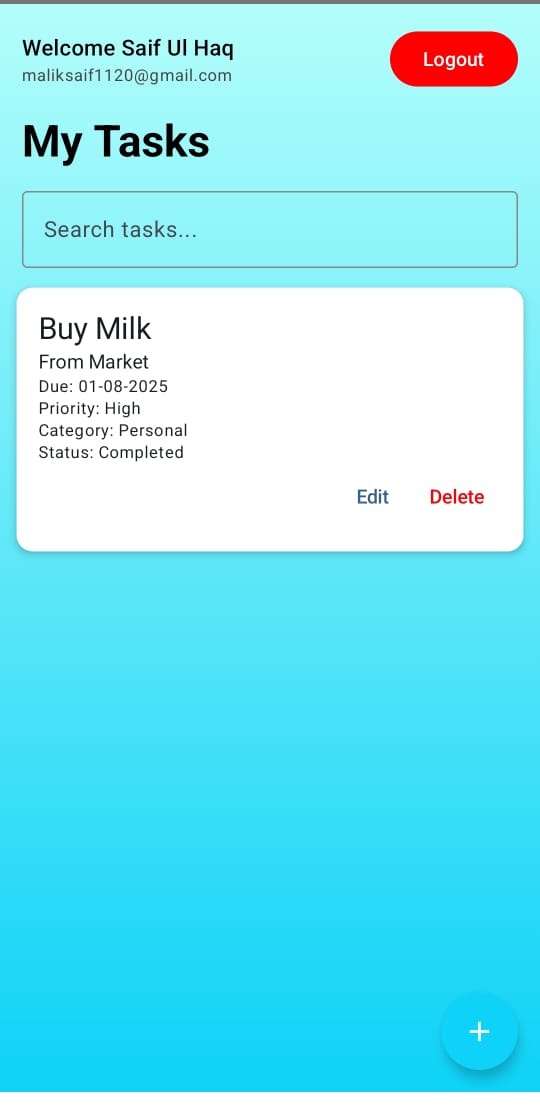 Welcome Saif Ul Haq
maliksaif1120@gmail.com
Logout
My Tasks
Search tasks...
Buy Milk
From Market
Due: 01-08-2025
Priority: High
Category: Personal
Status: Completed
Edit
Delete
+